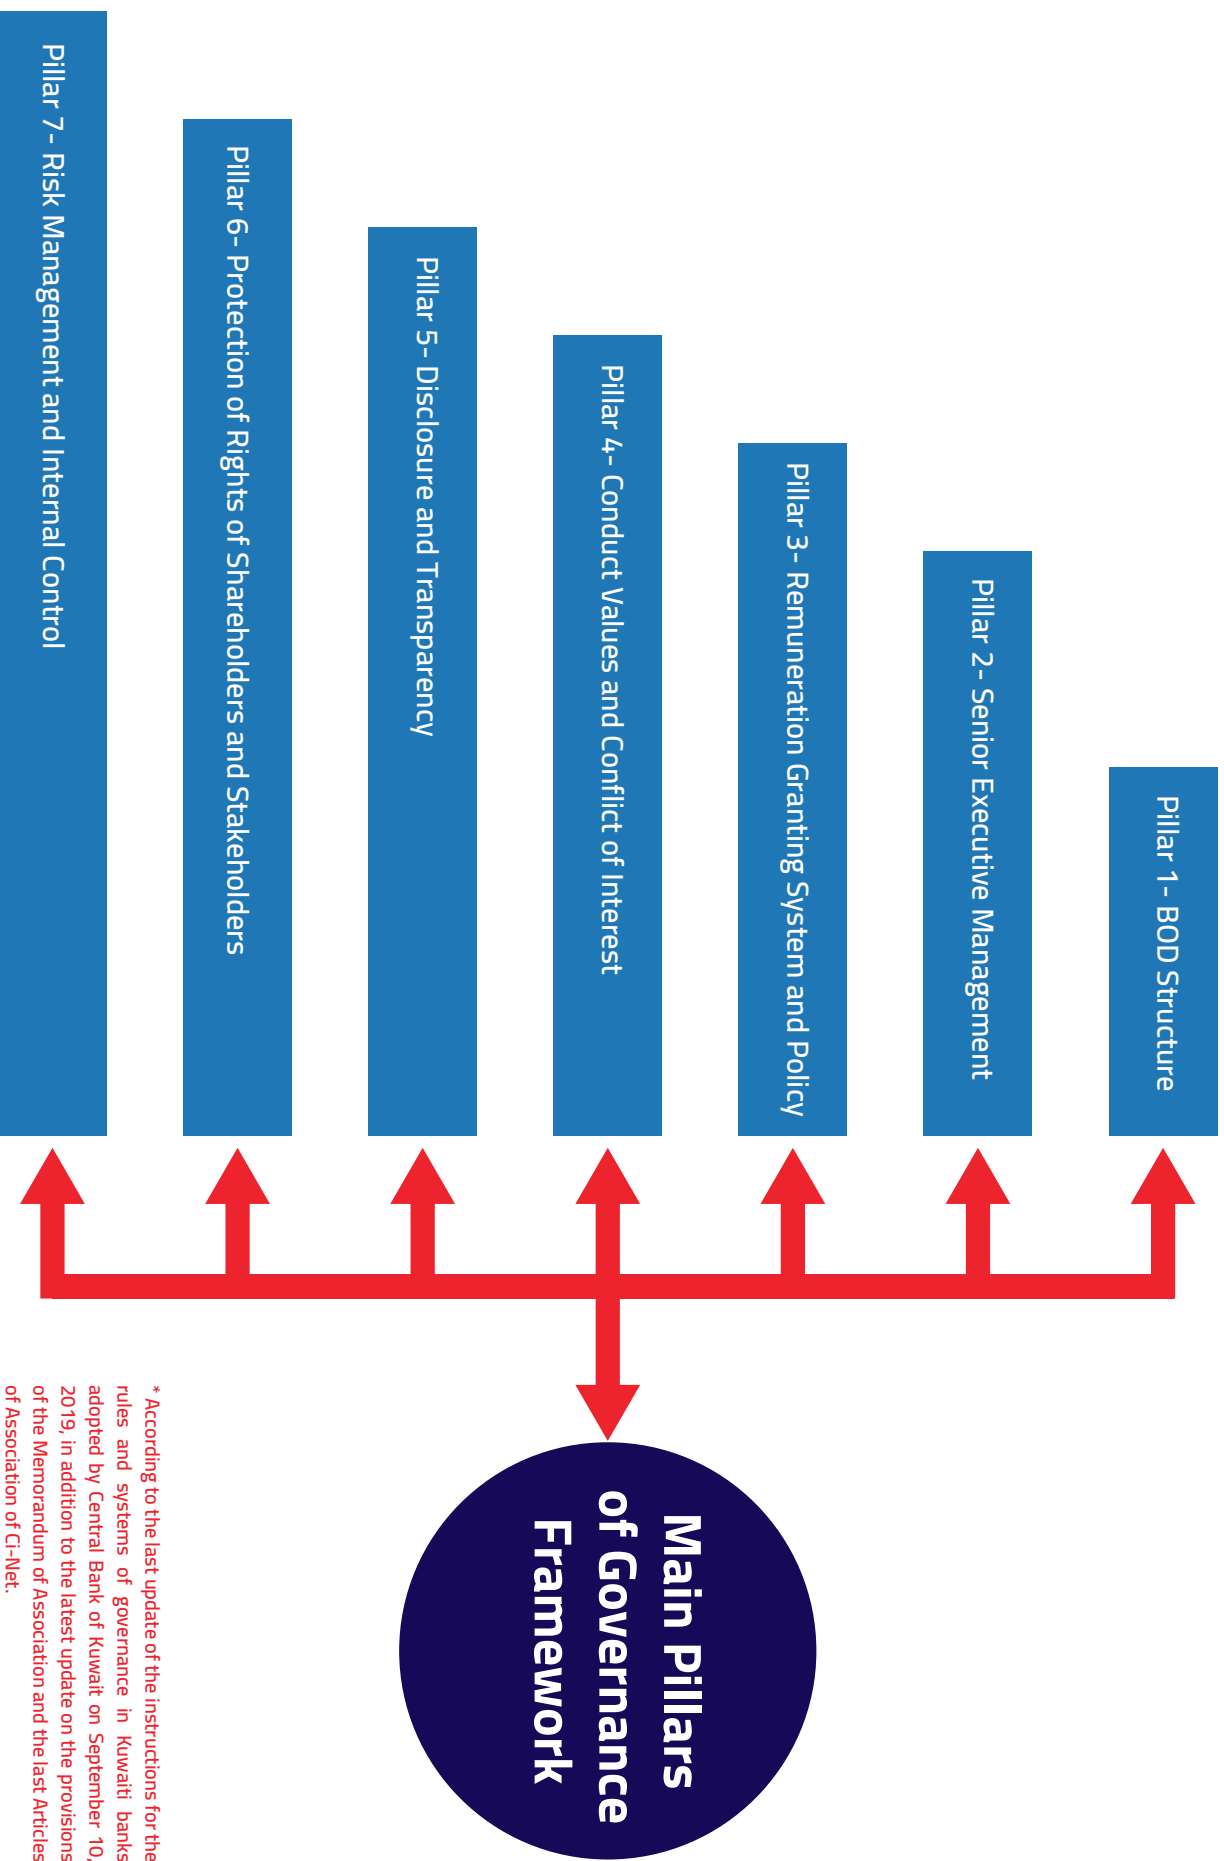 Pillar 1- BOD Structure
Pillar 2- Senior Executive Management
Pillar 3- Remuneration Granting System and Policy
Pillar 4- Conduct Values and Conflict of Interest
Pillar 5- Disclosure and Transparency
Pillar 6- Protection of Rights of Shareholders and Stakeholders
Pillar 7- Risk Management and Internal Control
Main Pillars
of Governance
Framework
* According to the last update of the instructions for the
rules and systems of governance in Kuwaiti banks
adopted by Central Bank of Kuwait on September 10,
2019, in addition to the latest update on the provisions
of the Memorandum of Association and the last Articles
of Association of Ci-Net.